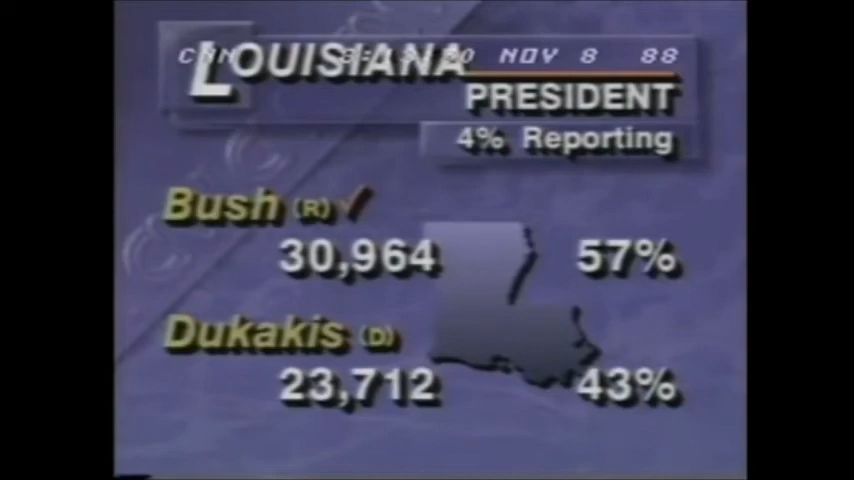 LOUISIANA
NOV 8 88
PRESIDENT
4% Reporting
Bush (R) ✓
30,964 57%
Dukakis (D)
23,712 43%